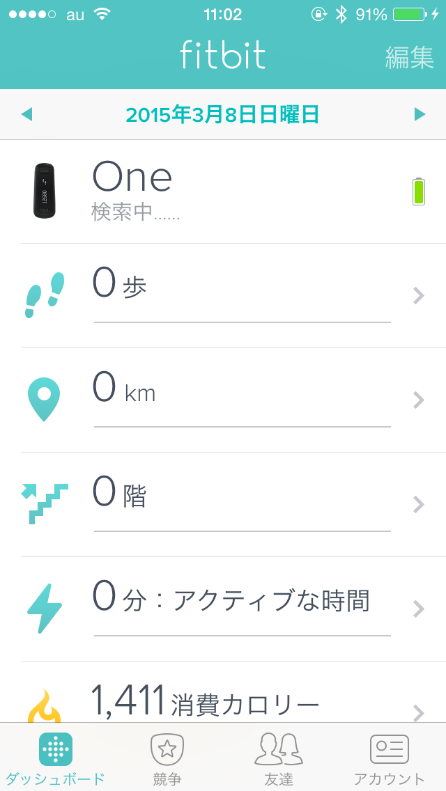 au 11:02 91%
fitbit 編集
2015年3月8日日曜日
One
検索中......
0 歩
0 km
0 階
0 分：アクティブな時間
1,411 消費カロリー
ダッシュボード 競争 友達 アカウント